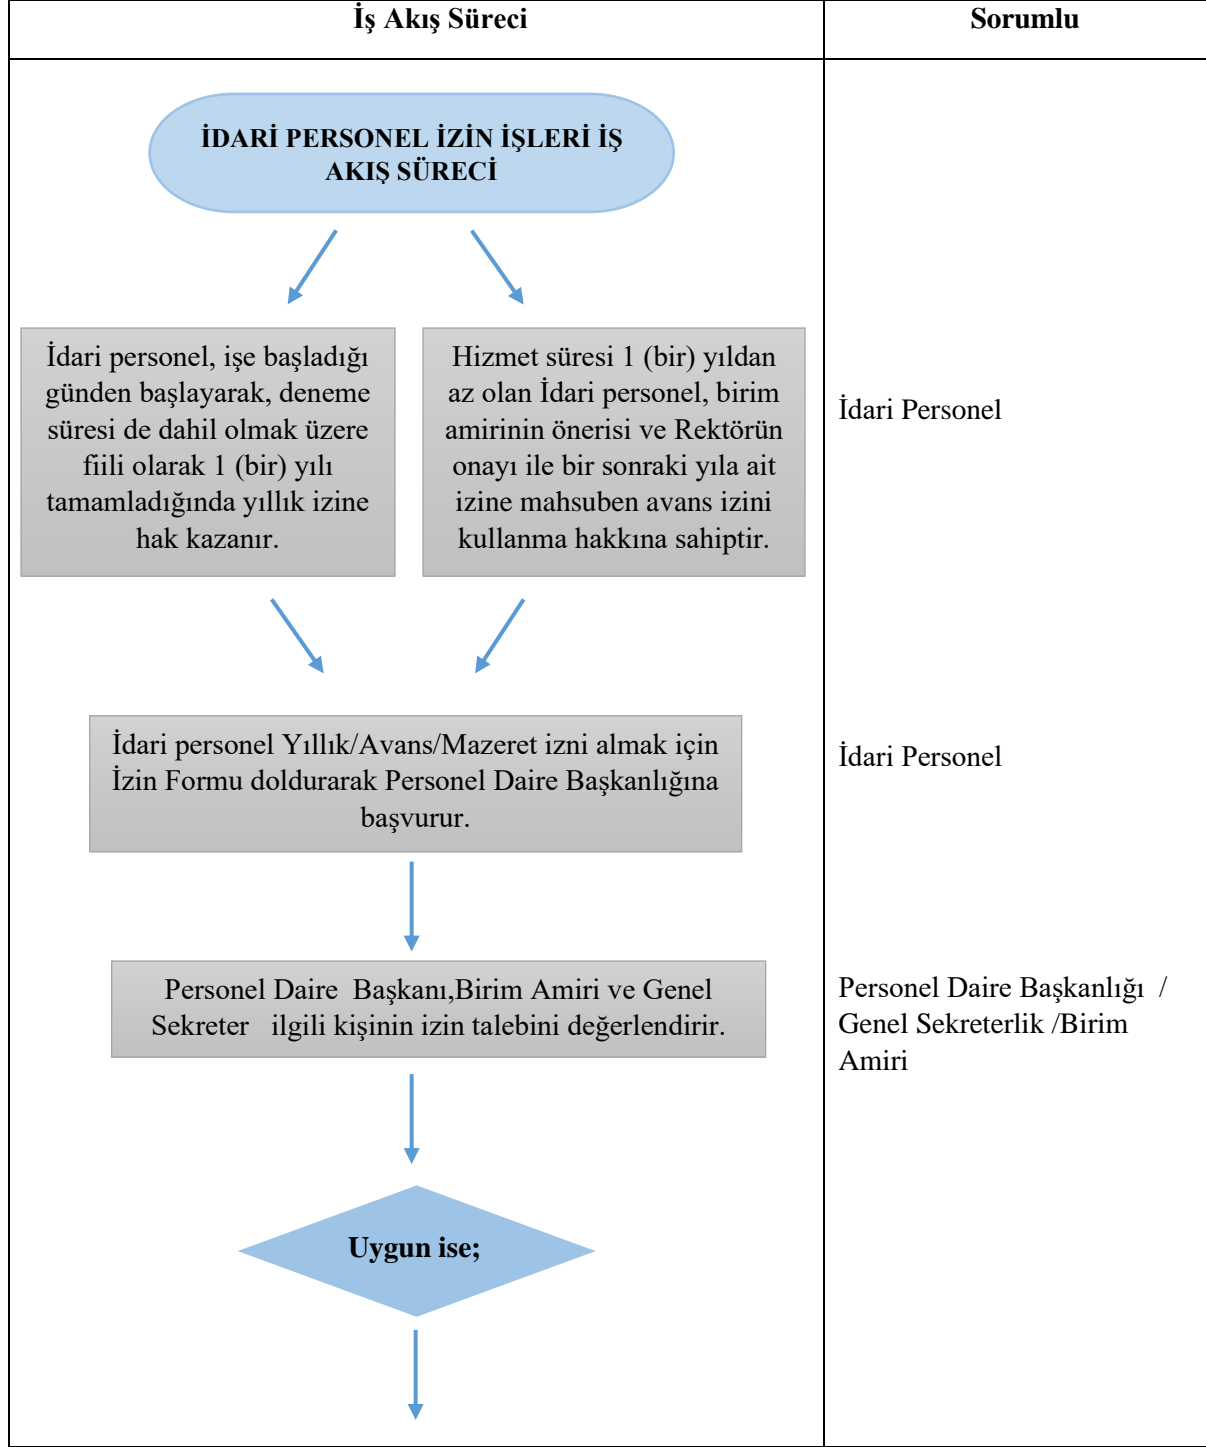 İş Akış Süreci
Sorumlu
İDARİ PERSONEL İZİN İŞLERİ İŞ
AKIŞ SÜRECİ
İdari personel, işe başladığı
günden başlayarak, deneme
süresi de dahil olmak üzere
fiili olarak 1 (bir) yılı
tamamladığında yıllık izine
hak kazanır.
Hizmet süresi 1 (bir) yıldan
az olan İdari personel, birim
amirinin önerisi ve Rektörün
onayı ile bir sonraki yıla ait
izine mahsuben avans izini
kullanma hakkına sahiptir.
İdari Personel
İdari personel Yıllık/Avans/Mazeret izni almak için
İzin Formu doldurarak Personel Daire Başkanlığına
başvurur.
İdari Personel
Personel Daire  Başkanı,Birim Amiri ve Genel
Sekreter   ilgili kişinin izin talebini değerlendirir.
Personel Daire Başkanlığı  /
Genel Sekreterlik /Birim
Amiri
Uygun ise;